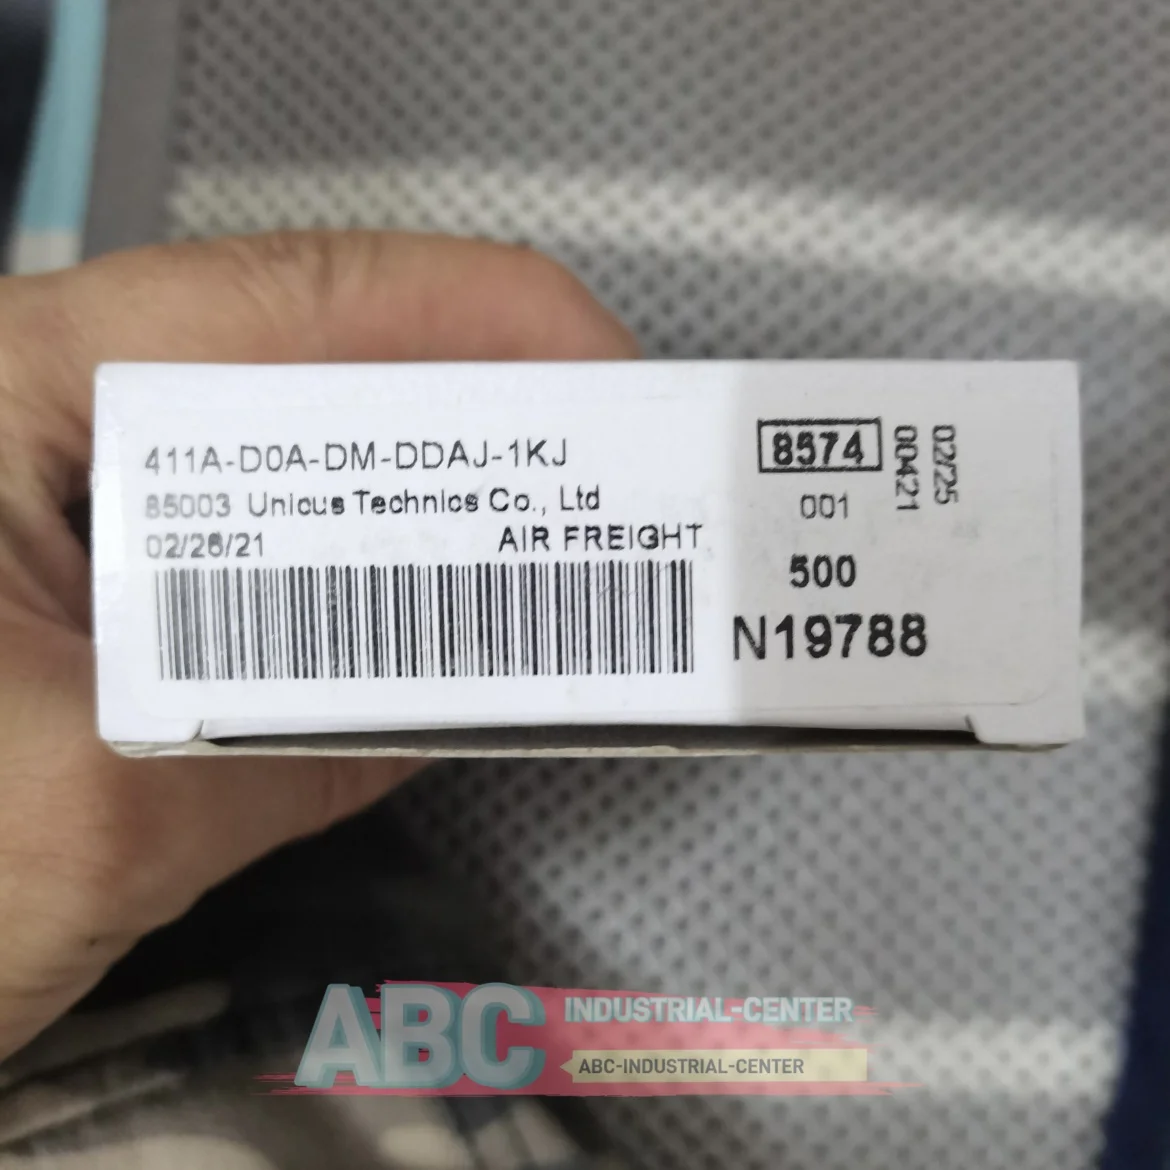 411A-D0A-DM-DDAJ-1KJ
85003 Unicus Technics Co., Ltd
02/26/21
AIR FREIGHT
8574
001
500
N19788
00421
02/25
ABC
INDUSTRIAL-CENTER
ABC-INDUSTRIAL-CENTER